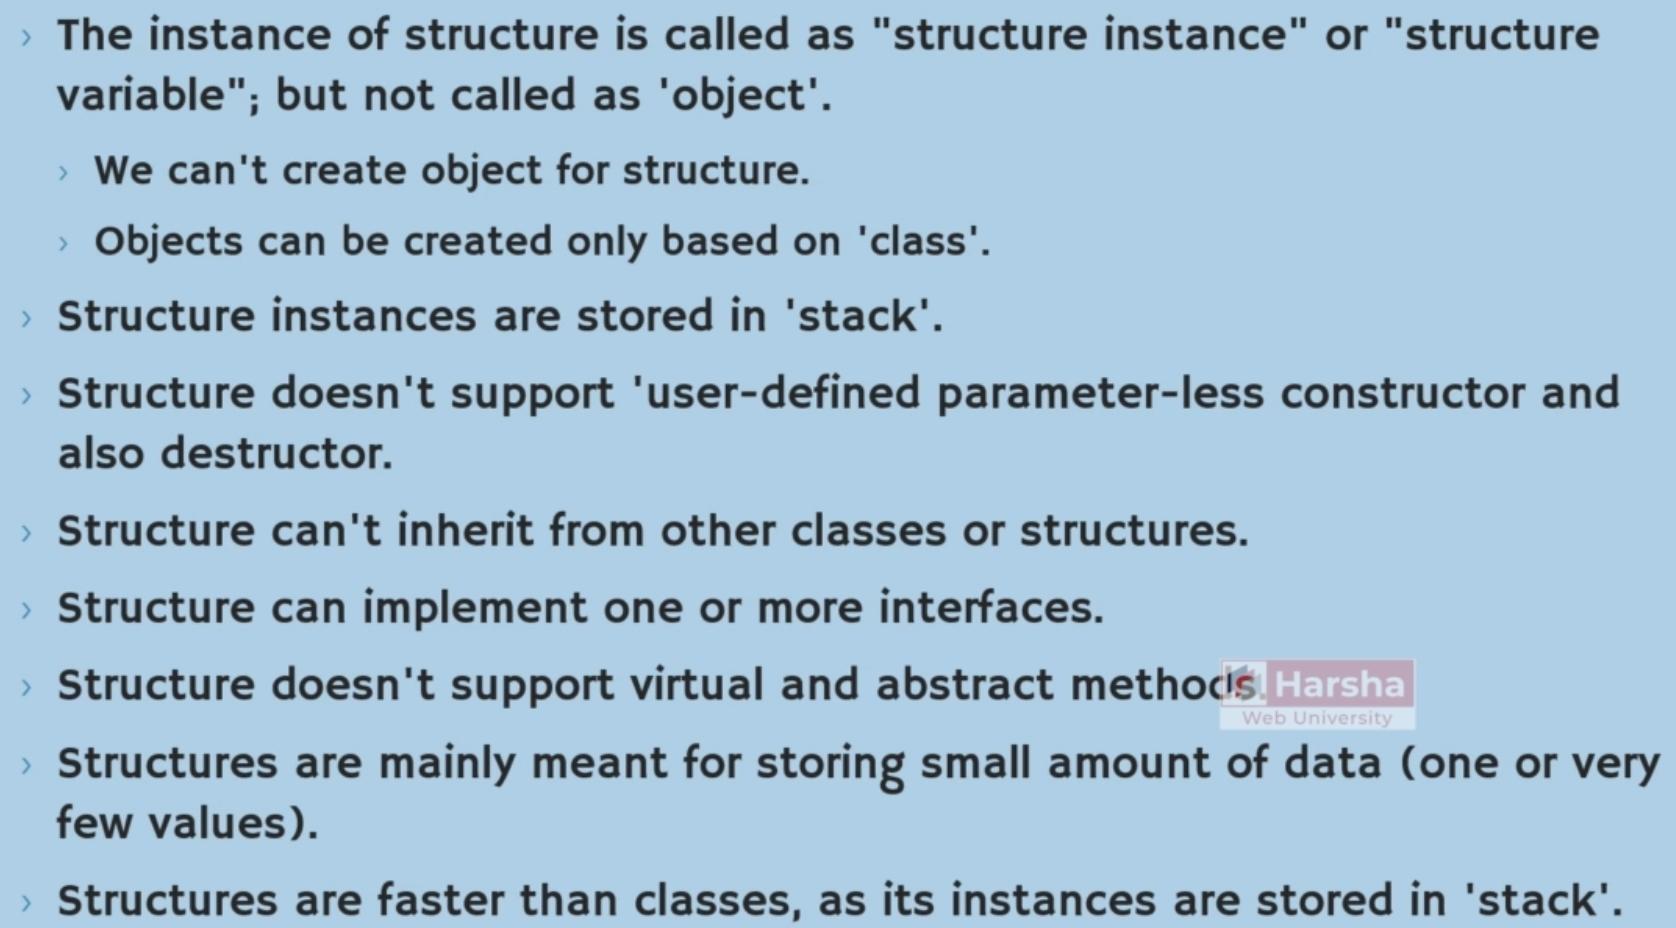 The instance of structure is called as "structure instance" or "structure
variable"; but not called as 'object'.
We can't create object for structure.
Objects can be created only based on 'class'.
Structure instances are stored in 'stack'.
Structure doesn't support 'user-defined parameter-less constructor and
also destructor.
Structure can't inherit from other classes or structures.
Structure can implement one or more interfaces.
Structure doesn't support virtual and abstract methods.
Harsha
Web University
Structures are mainly meant for storing small amount of data (one or very
few values).
Structures are faster than classes, as its instances are stored in 'stack'.